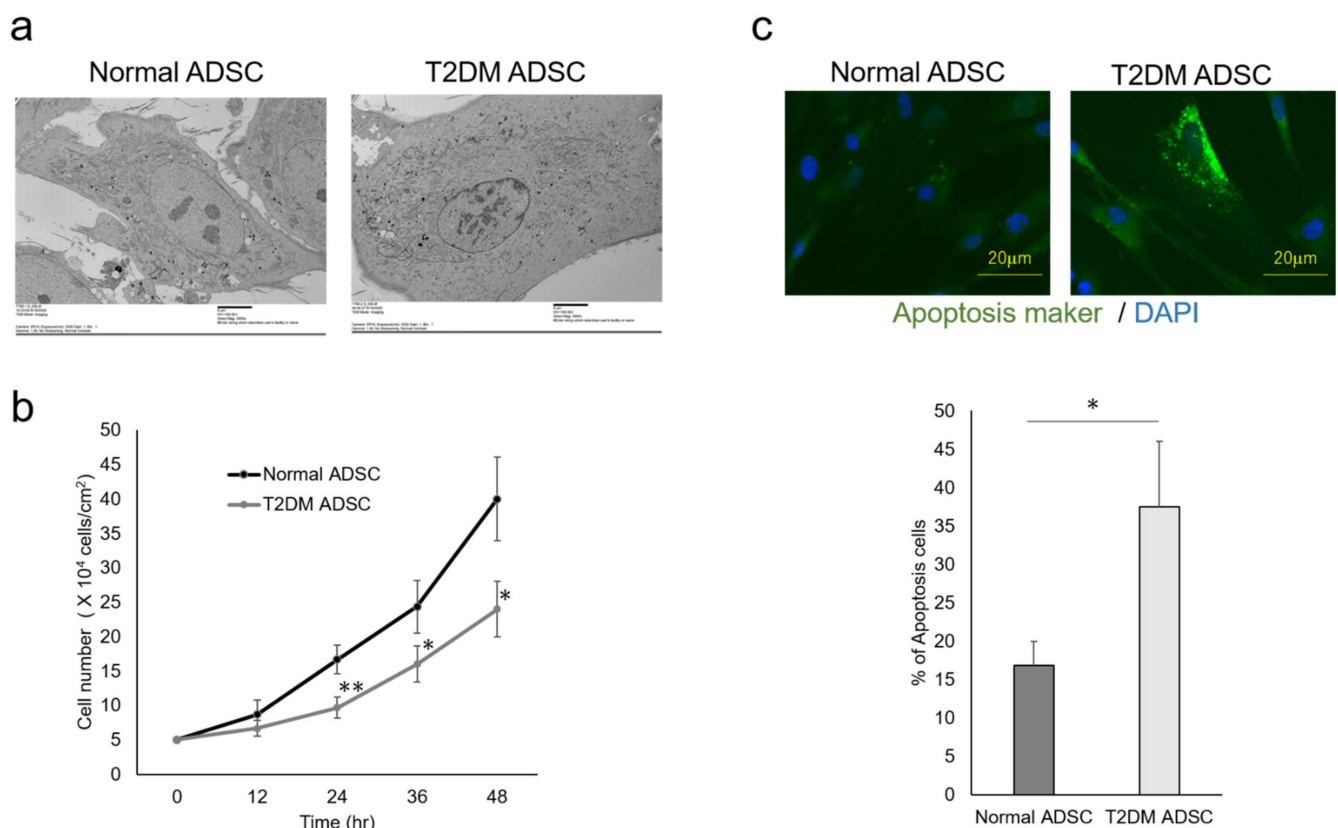 a
Normal ADSC
T2DM ADSC
c
Normal ADSC
T2DM ADSC
20μm
20μm
Apoptosis maker / DAPI
b
50
45
40
35
30
25
20
15
10
5
0
Cell number ( X 10⁴ cells/cm²)
Normal ADSC
T2DM ADSC
**
*
*
0 12 24 36 48
Time (hr)
50
45
40
35
30
25
20
15
10
5
0
% of Apoptosis cells
*
Normal ADSC T2DM ADSC